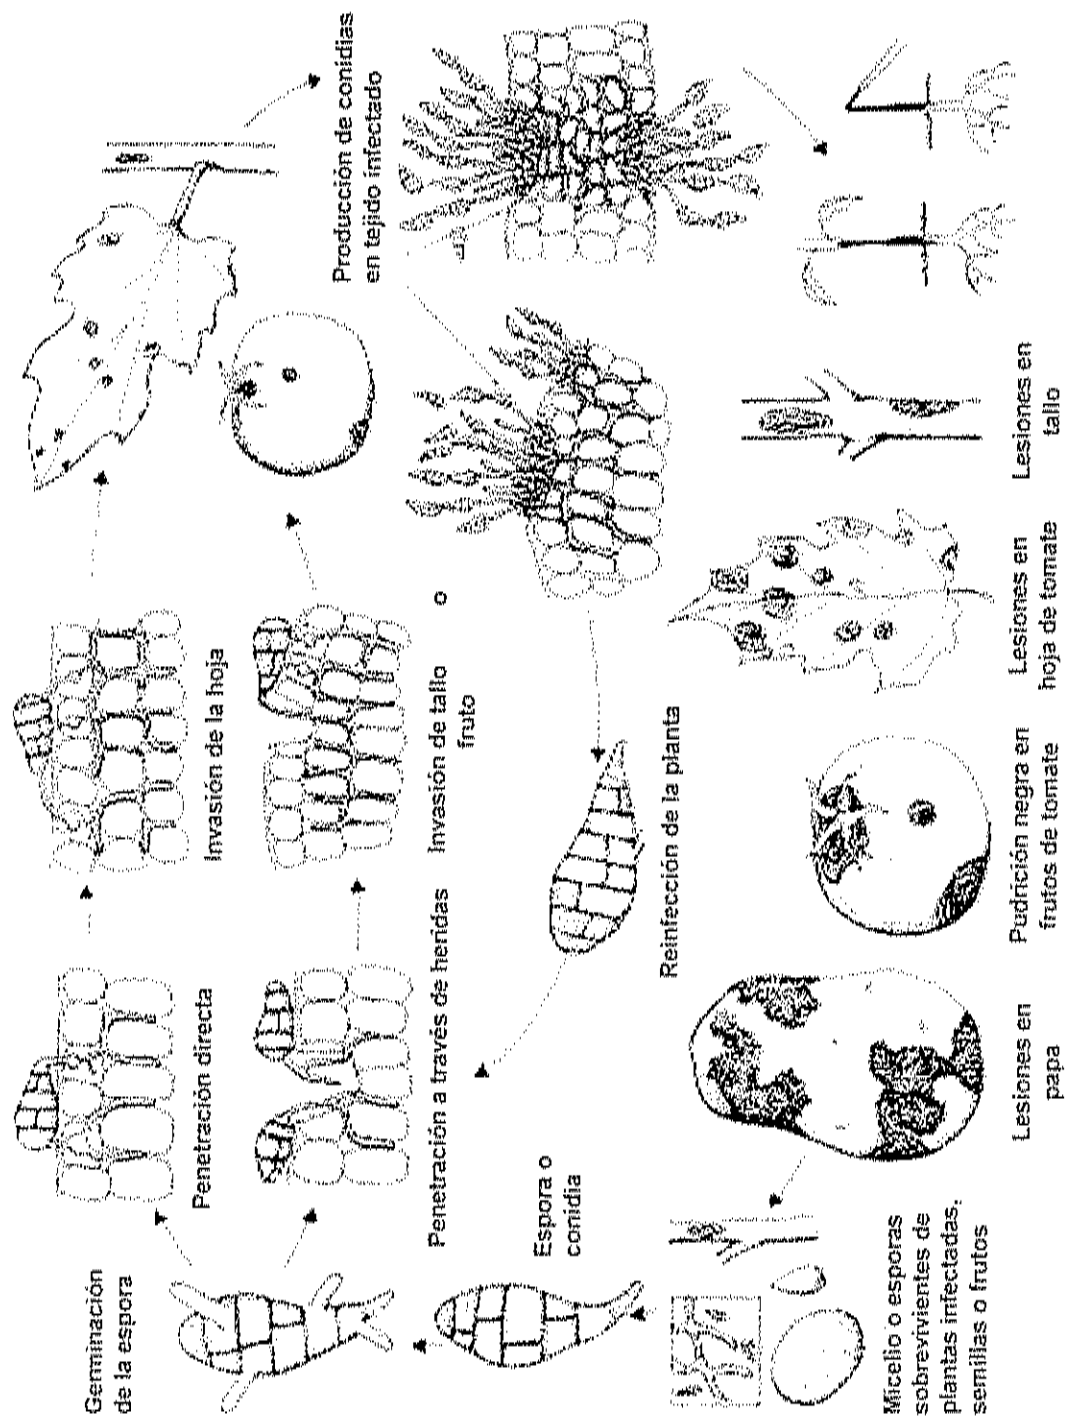 Germinación
de la espora
Penetración directa
Invasión de la hoja
Penetración a través de heridas
Invasión de tallo o
fruto
Producción de conidias
en tejido infectado
Espora o
conidia
Reinfección de la planta
Micelio o esporas
sobrevivientes de
plantas infectadas,
semillas o frutos
Lesiones en
papa
Pudrición negra en
frutos de tomate
Lesiones en
hoja de tomate
Lesiones en
tallo